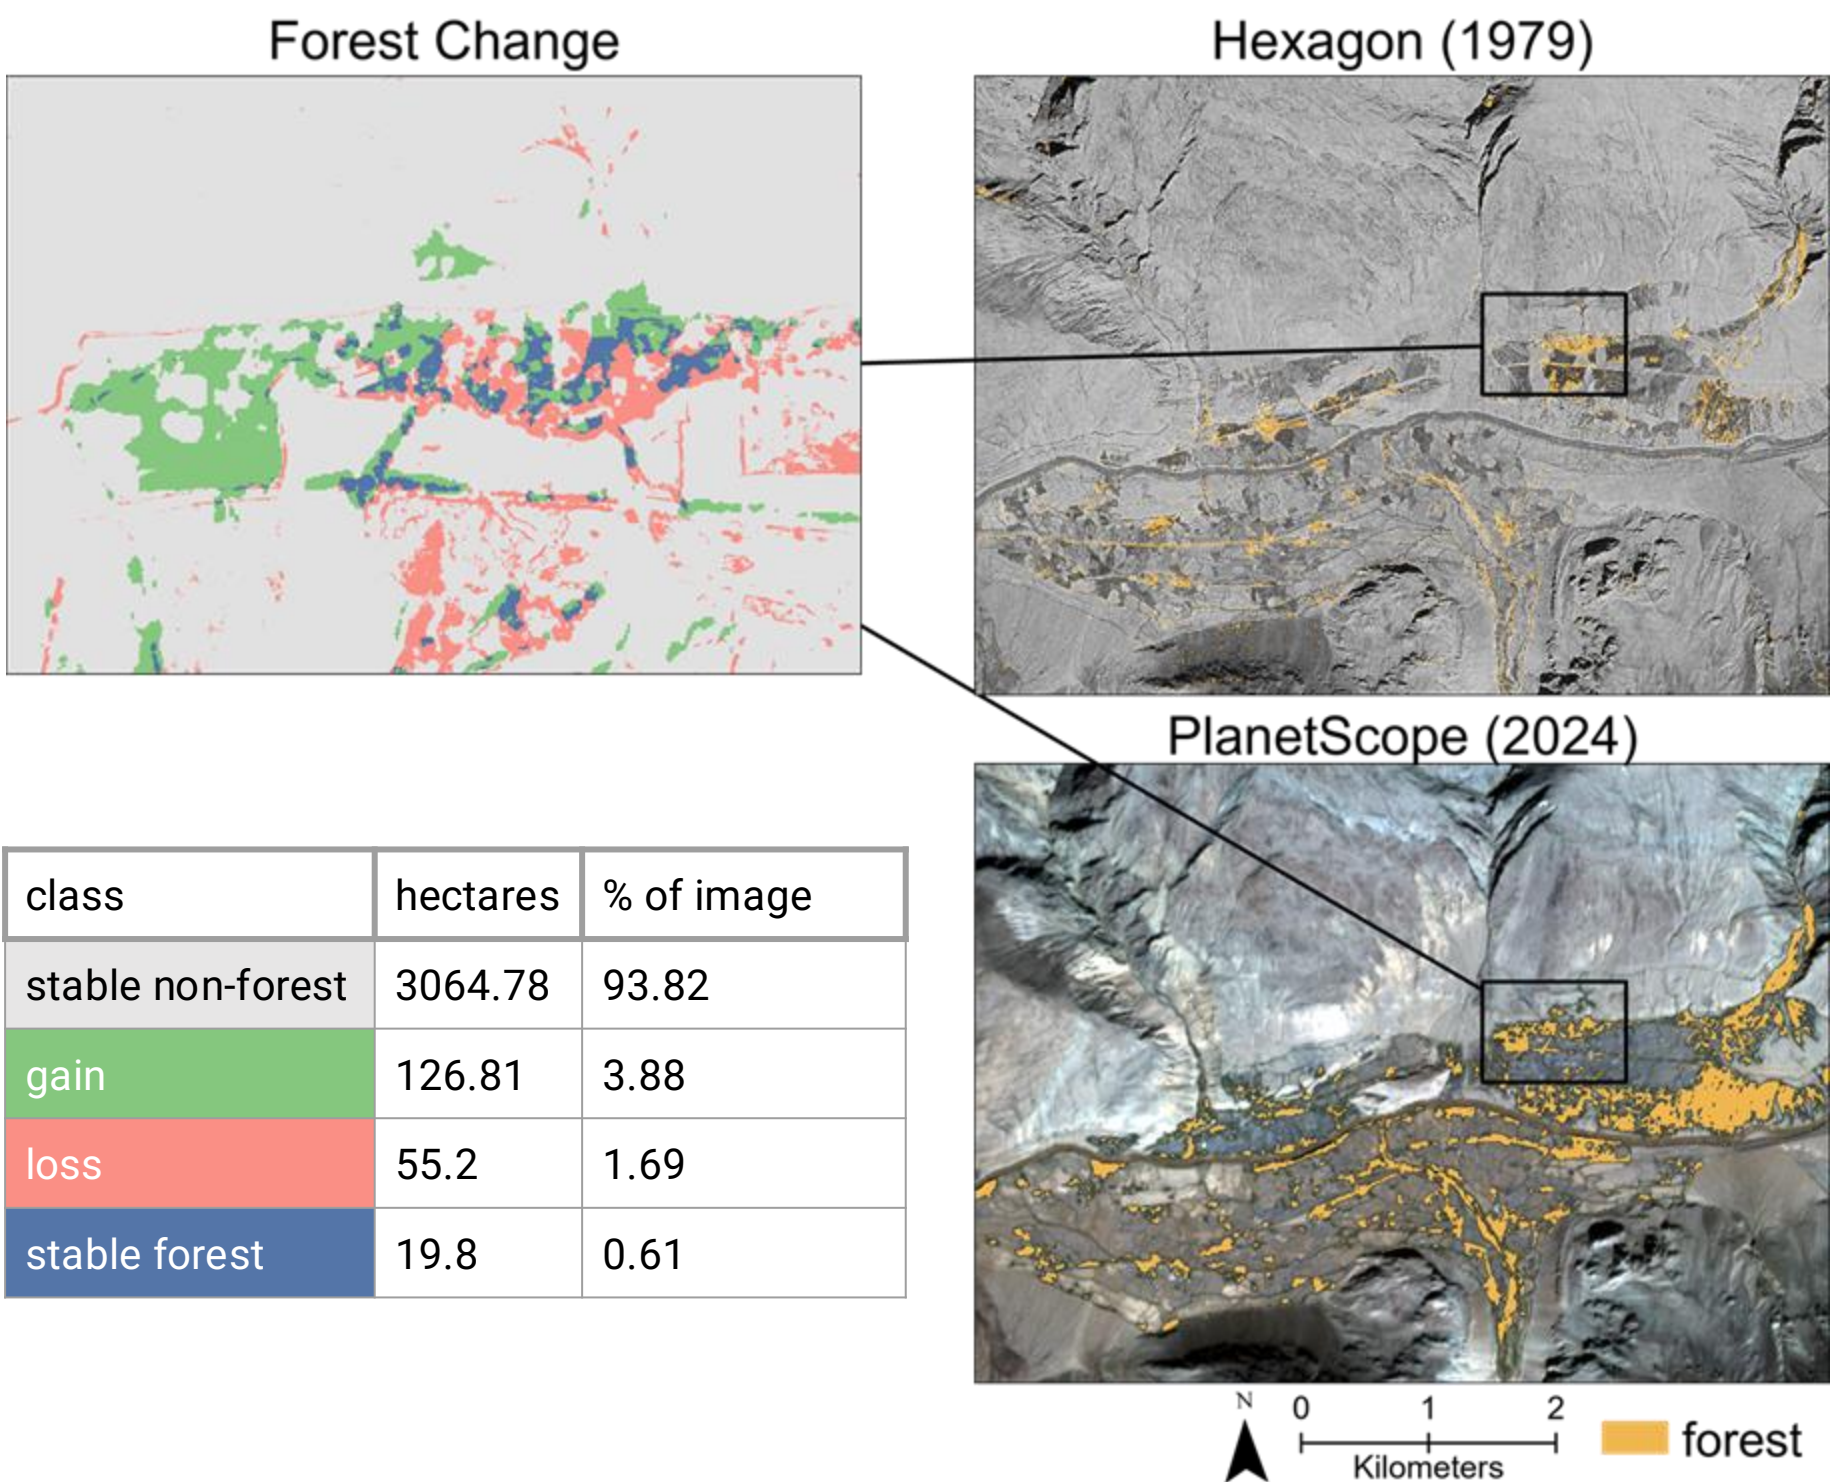 Forest Change
Hexagon (1979)
PlanetScope (2024)
class hectares % of image
stable non-forest 3064.78 93.82
gain 126.81 3.88
loss 55.2 1.69
stable forest 19.8 0.61
N 0 1 2
Kilometers
forest